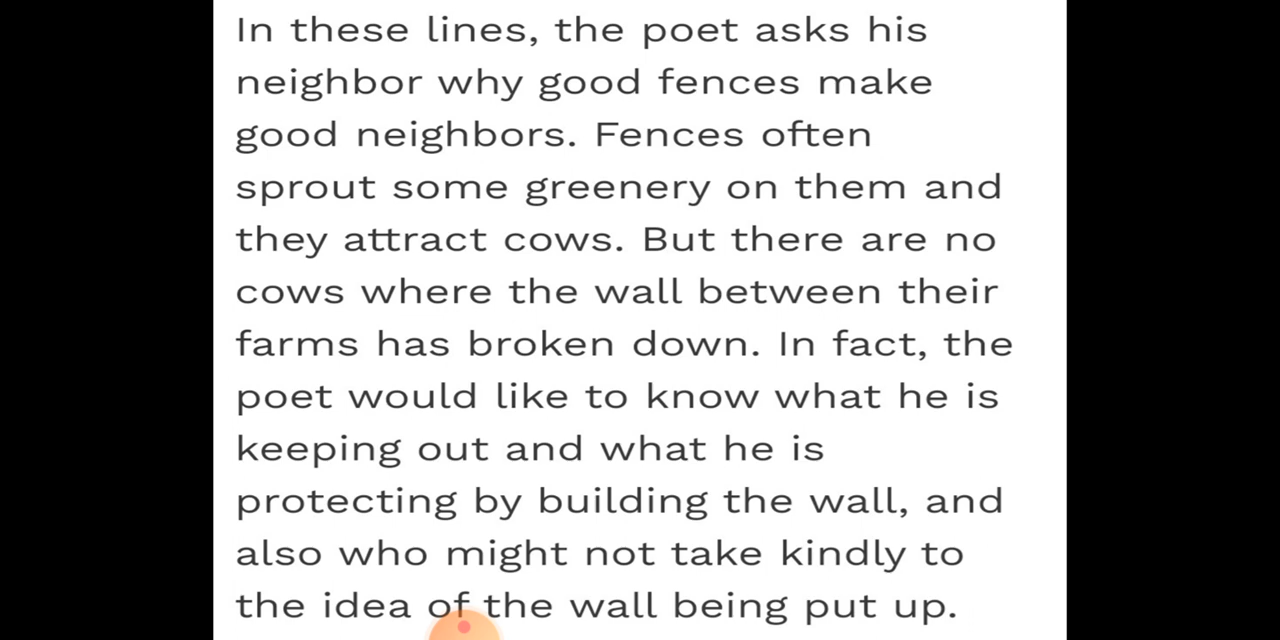 In these lines, the poet asks his
neighbor why good fences make
good neighbors. Fences often
sprout some greenery on them and
they attract cows. But there are no
cows where the wall between their
farms has broken down. In fact, the
poet would like to know what he is
keeping out and what he is
protecting by building the wall, and
also who might not take kindly to
the idea of the wall being put up.